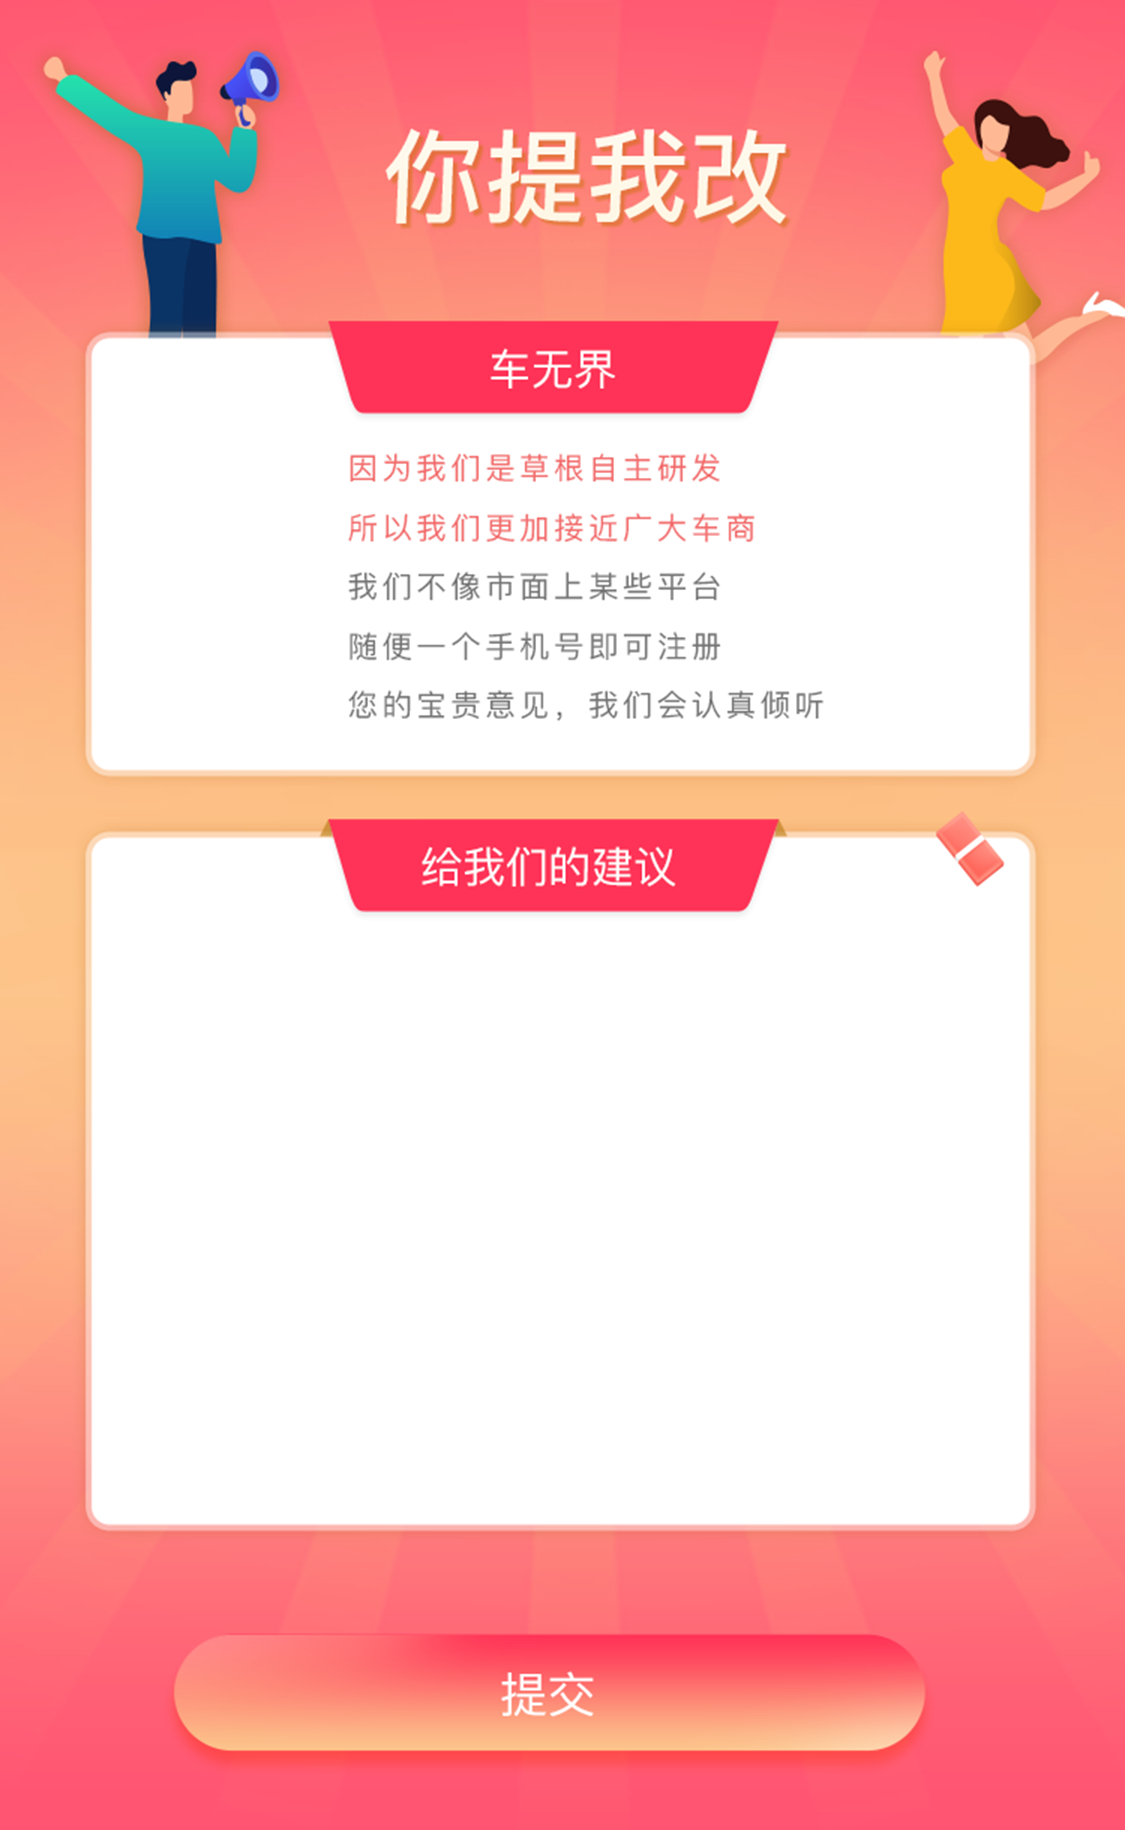 你提我改
车无界
因为我们是草根自主研发
所以我们更加接近广大车商
我们不像市面上某些平台
随便一个手机号即可注册
您的宝贵意见，我们会认真倾听
给我们的建议
提交